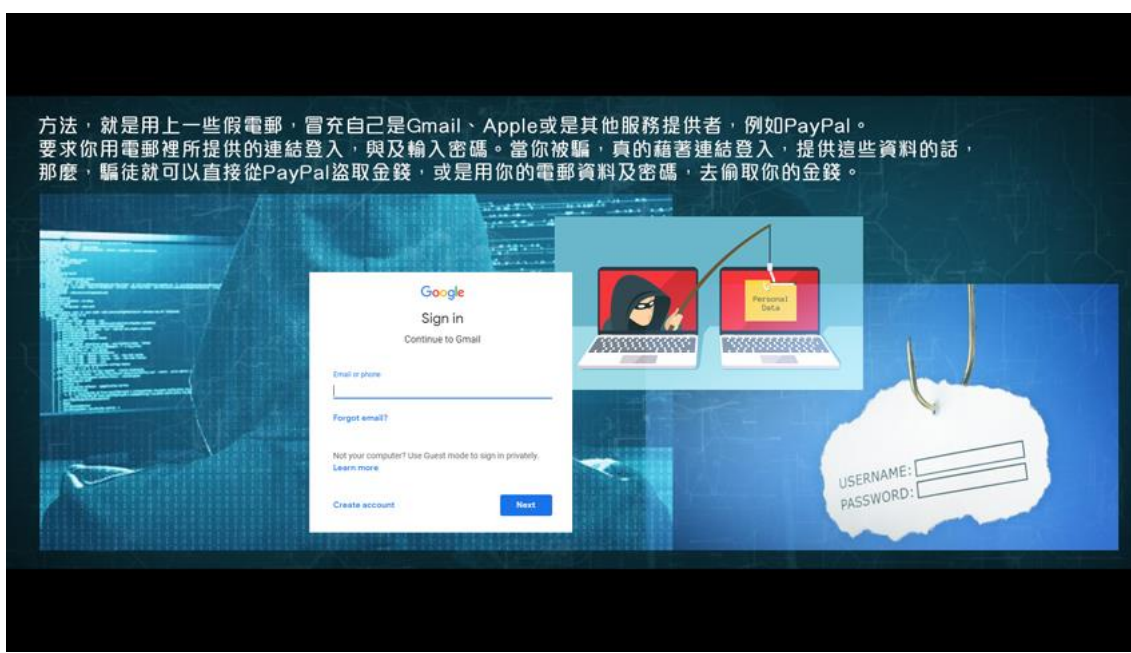 方法，就是用上一些假電郵，冒充自己是Gmail、Apple或是其他服務提供者，例如PayPal。
要求你用電郵裡所提供的連結登入，與及輸入密碼。當你被騙，真的藉著連結登入，提供這些資料的話，
那麼，騙徒就可以直接從PayPal盜取金錢，或是用你的電郵資料及密碼，去偷取你的金錢。
Google
Sign in
Continue to Gmail
Email or phone
Forgot email?
Not your computer? Use Guest mode to sign in privately.
Learn more
Create account
Next
Personal
Data
USERNAME:
PASSWORD: